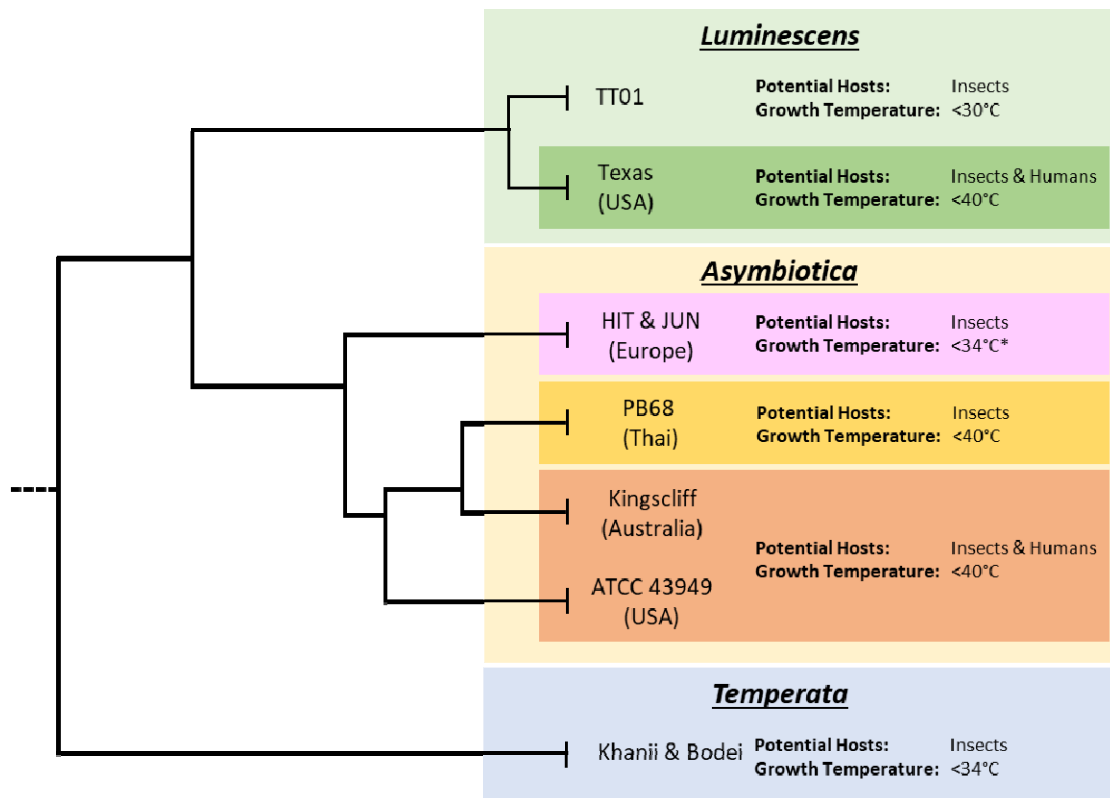 Luminescens
TT01
Potential Hosts: Insects
Growth Temperature: <30°C
Texas
(USA)
Potential Hosts: Insects & Humans
Growth Temperature: <40°C
Asymbiotica
HIT & JUN
(Europe)
Potential Hosts: Insects
Growth Temperature: <34°C*
PB68
(Thai)
Potential Hosts: Insects
Growth Temperature: <40°C
Kingscliff
(Australia)
Potential Hosts: Insects & Humans
Growth Temperature: <40°C
ATCC 43949
(USA)
Temperata
Khanii & Bodei
Potential Hosts: Insects
Growth Temperature: <34°C